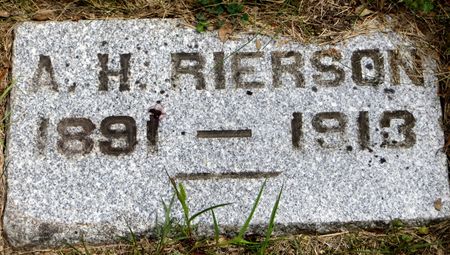 A. H. RIERSON
1891 — 1913